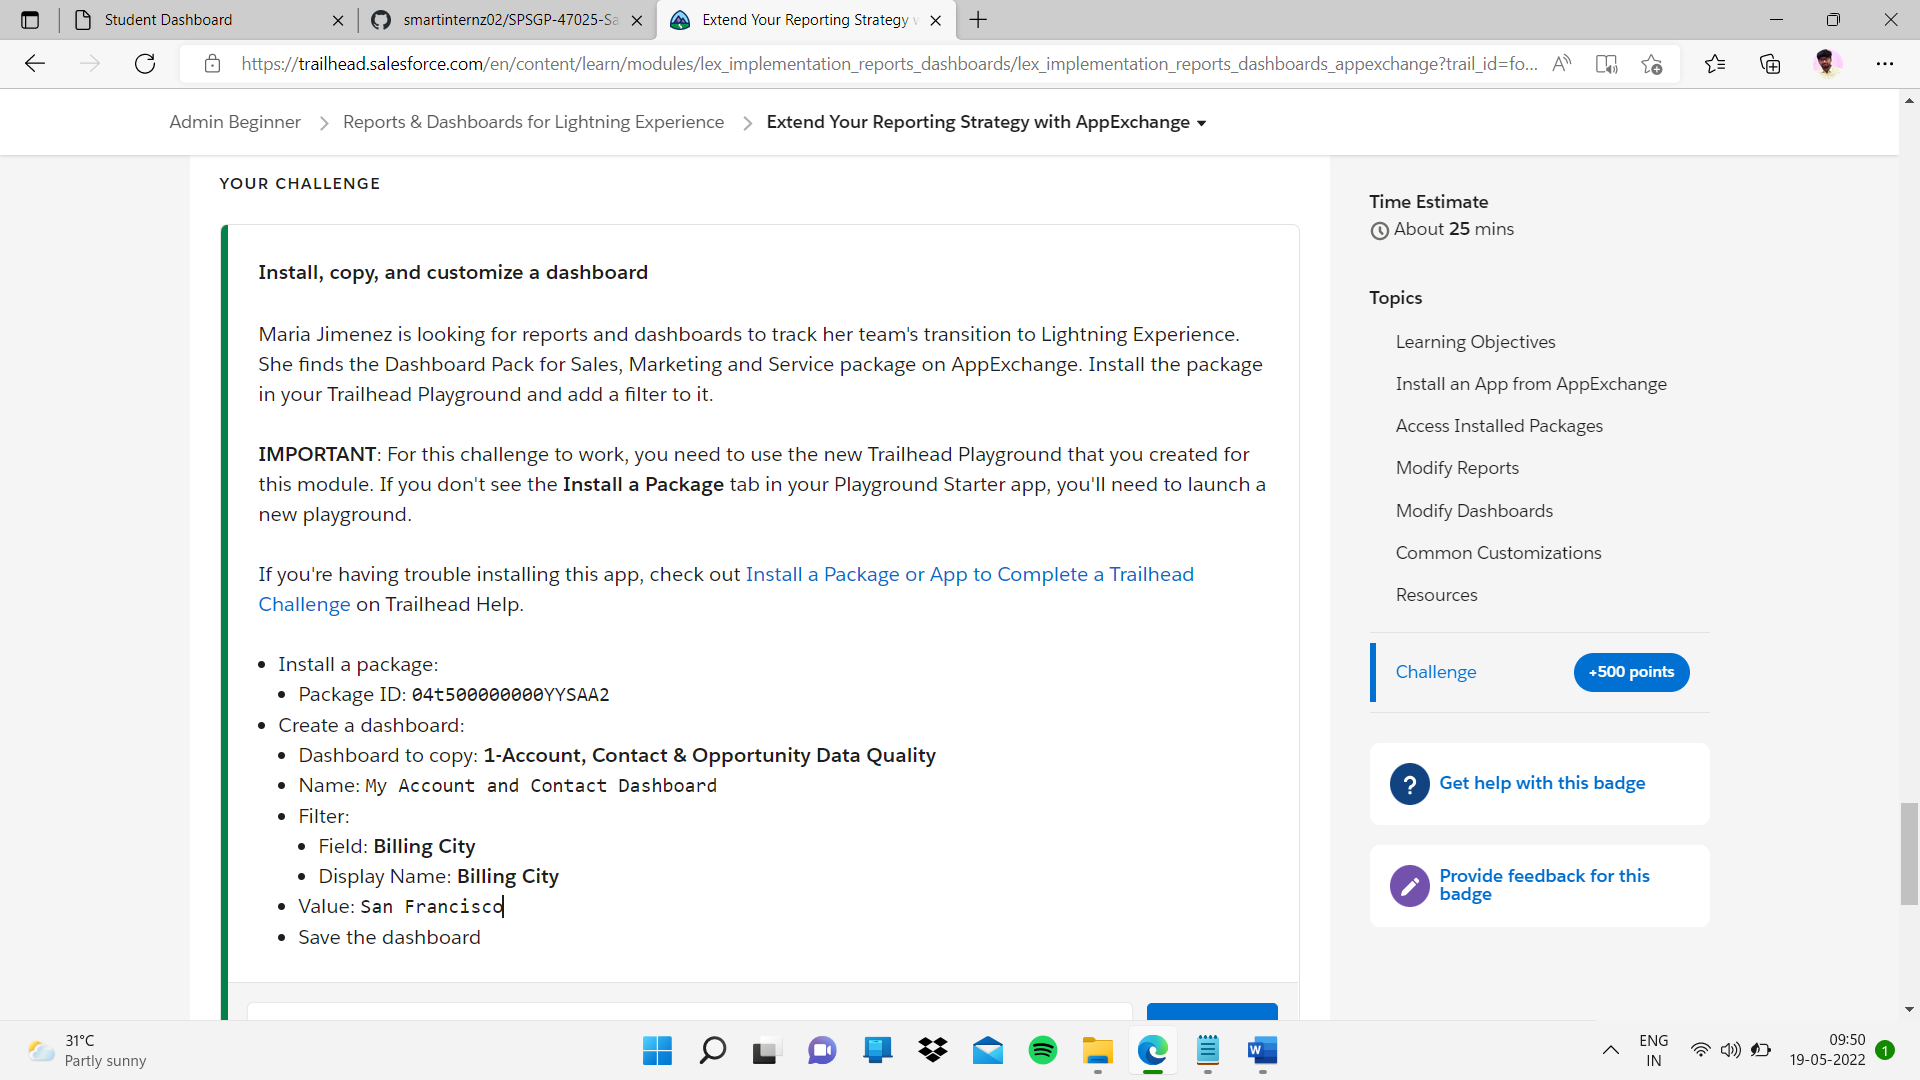 Student Dashboard
smartinternz02/SPSGP-47025-Sa
Extend Your Reporting Strategy w
https://trailhead.salesforce.com/en/content/learn/modules/lex_implementation_reports_dashboards/lex_implementation_reports_dashboards_appexchange?trail_id=fo...
Admin Beginner
Reports & Dashboards for Lightning Experience
Extend Your Reporting Strategy with AppExchange
YOUR CHALLENGE
Install, copy, and customize a dashboard
Maria Jimenez is looking for reports and dashboards to track her team's transition to Lightning Experience.
She finds the Dashboard Pack for Sales, Marketing and Service package on AppExchange. Install the package
in your Trailhead Playground and add a filter to it.
IMPORTANT: For this challenge to work, you need to use the new Trailhead Playground that you created for
this module. If you don't see the Install a Package tab in your Playground Starter app, you'll need to launch a
new playground.
If you're having trouble installing this app, check out Install a Package or App to Complete a Trailhead
Challenge on Trailhead Help.
• Install a package:
• Package ID: 04t500000000YYSAA2
• Create a dashboard:
• Dashboard to copy: 1-Account, Contact & Opportunity Data Quality
• Name: My Account and Contact Dashboard
• Filter:
• Field: Billing City
• Display Name: Billing City
• Value: San Francisco
• Save the dashboard
Time Estimate
About 25 mins
Topics
Learning Objectives
Install an App from AppExchange
Access Installed Packages
Modify Reports
Modify Dashboards
Common Customizations
Resources
Challenge
+500 points
Get help with this badge
Provide feedback for this
badge
31°C
Partly sunny
ENG
IN
09:50
19-05-2022
1